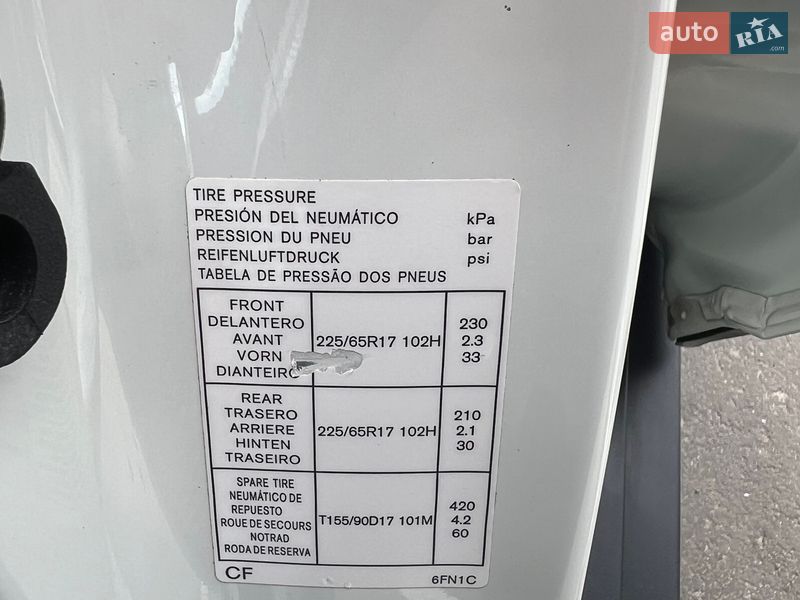 auto RIA .com
TIRE PRESSURE
PRESIÓN DEL NEUMÁTICO kPa
PRESSION DU PNEU bar
REIFENLUFTDRUCK psi
TABELA DE PRESSÃO DOS PNEUS
FRONT
DELANTERO 230
AVANT 225/65R17 102H 2.3
VORN 33
DIANTEIRO
REAR
TRASERO 210
ARRIERE 225/65R17 102H 2.1
HINTEN 30
TRASEIRO
SPARE TIRE
NEUMÁTICO DE
REPUESTO 420
ROUE DE SECOURS T155/90D17 101M 4.2
NOTRAD 60
RODA DE RESERVA
CF 6FN1C